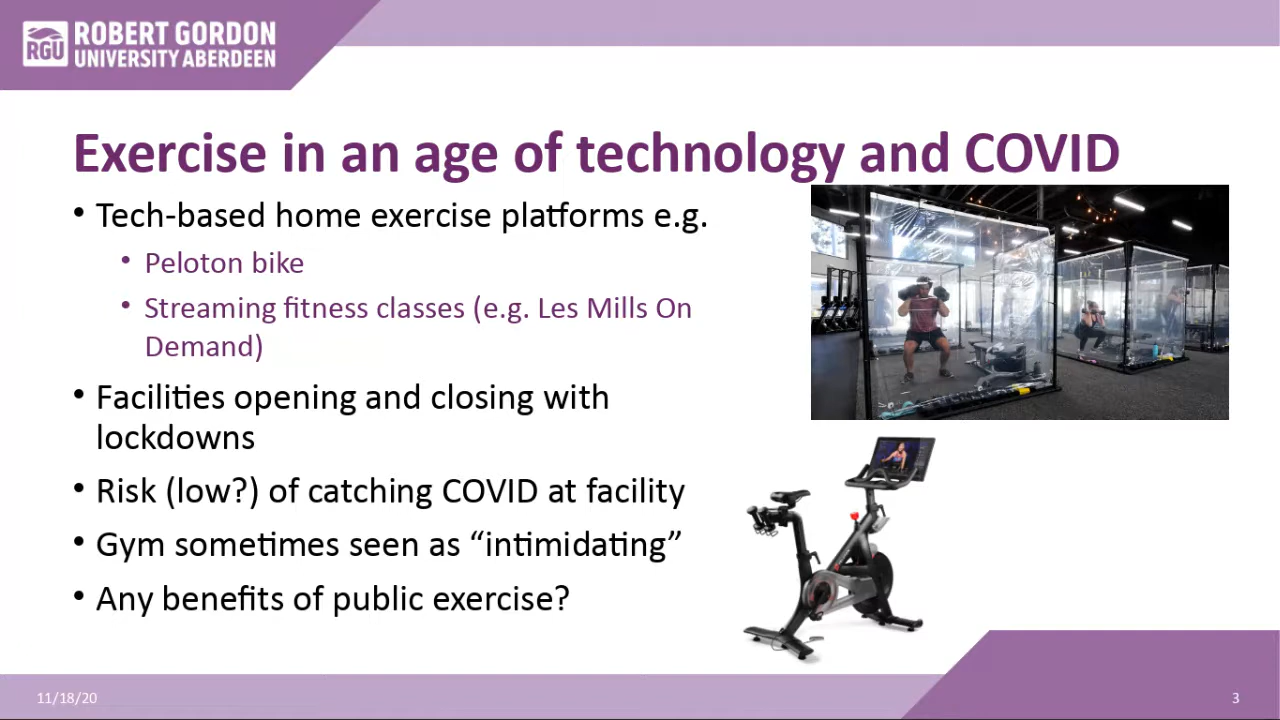 RGU
ROBERT GORDON
UNIVERSITY ABERDEEN
Exercise in an age of technology and COVID
• Tech-based home exercise platforms e.g.
• Peloton bike
• Streaming fitness classes (e.g. Les Mills On
Demand)
• Facilities opening and closing with
lockdowns
• Risk (low?) of catching COVID at facility
• Gym sometimes seen as “intimidating”
• Any benefits of public exercise?
11/18/20
3